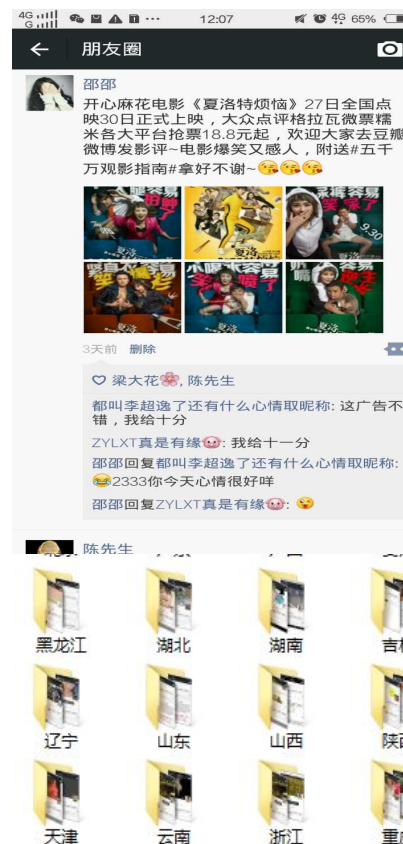 4G
G
12:07
4G 65%
朋友圈
邵邵
开心麻花电影《夏洛特烦恼》27日全国点
映30日正式上映，大众点评格拉瓦微票糯
米各大平台抢票18.8元起，欢迎大家去豆瓣
微博发影评~电影爆笑又感人，附送#五千
万观影指南#拿好不谢~😘😘😘
9.30
3天前 删除
梁大花🌸, 陈先生
都叫李超逸了还有什么心情取昵称: 这广告不
错，我给十分
ZYLXT真是有缘🐷: 我给十一分
邵邵回复都叫李超逸了还有什么心情取昵称:
😂2333你今天心情很好咩
邵邵回复ZYLXT真是有缘🐷: 😜
陈先生
黑龙江 湖北 湖南
辽宁 山东 山西
天津 云南 浙江